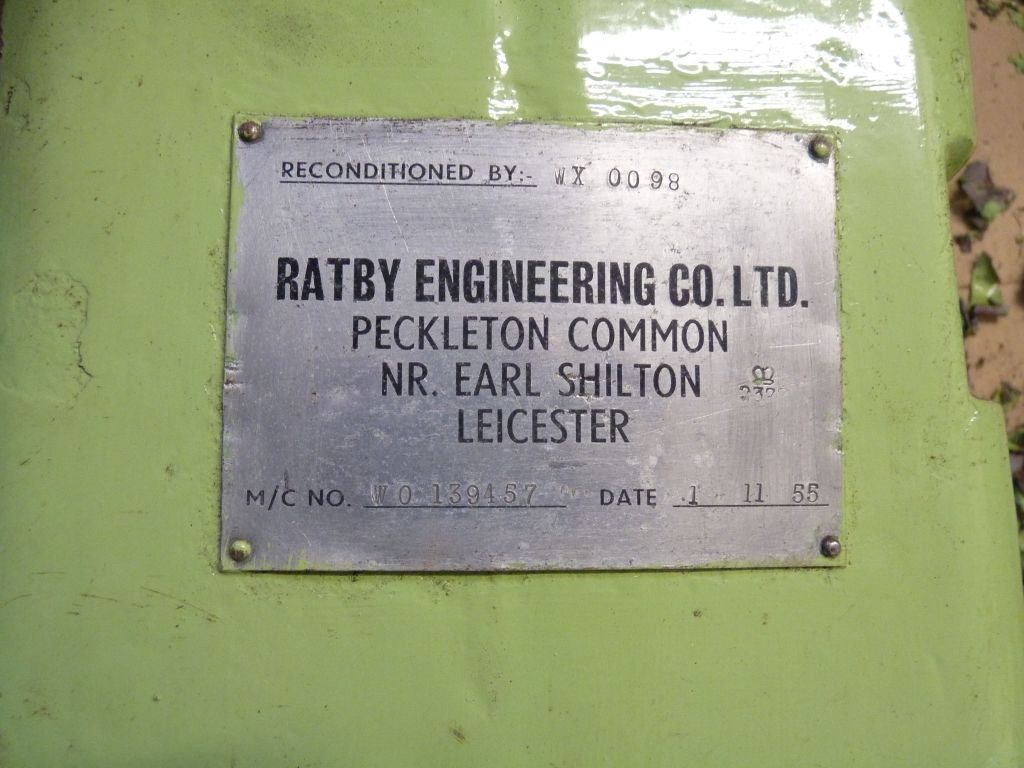 RECONDITIONED BY:- WX 0098
RATBY ENGINEERING CO. LTD.
PECKLETON COMMON
NR. EARL SHILTON
LEICESTER
M/C NO. WO 139457 DATE 1 11 55